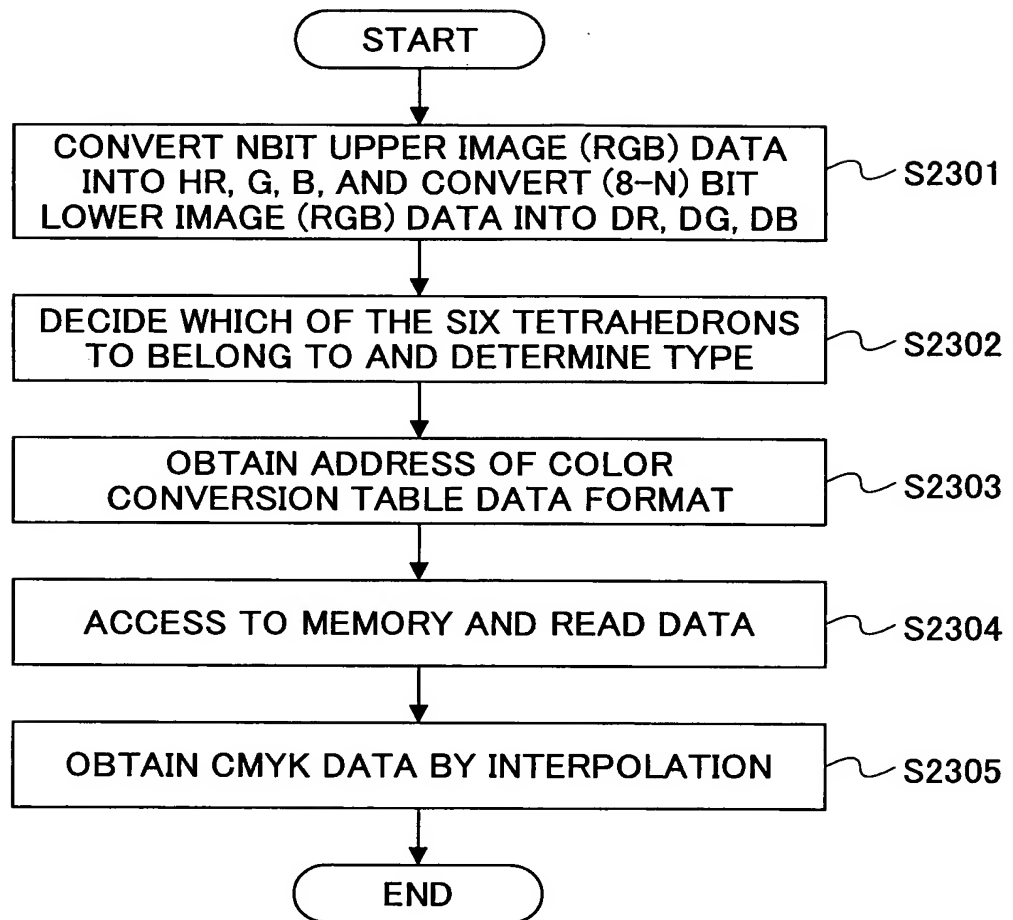 START
CONVERT NBIT UPPER IMAGE (RGB) DATA
INTO HR, G, B, AND CONVERT (8-N) BIT
LOWER IMAGE (RGB) DATA INTO DR, DG, DB
S2301
DECIDE WHICH OF THE SIX TETRAHEDRONS
TO BELONG TO AND DETERMINE TYPE
S2302
OBTAIN ADDRESS OF COLOR
CONVERSION TABLE DATA FORMAT
S2303
ACCESS TO MEMORY AND READ DATA
S2304
OBTAIN CMYK DATA BY INTERPOLATION
S2305
END